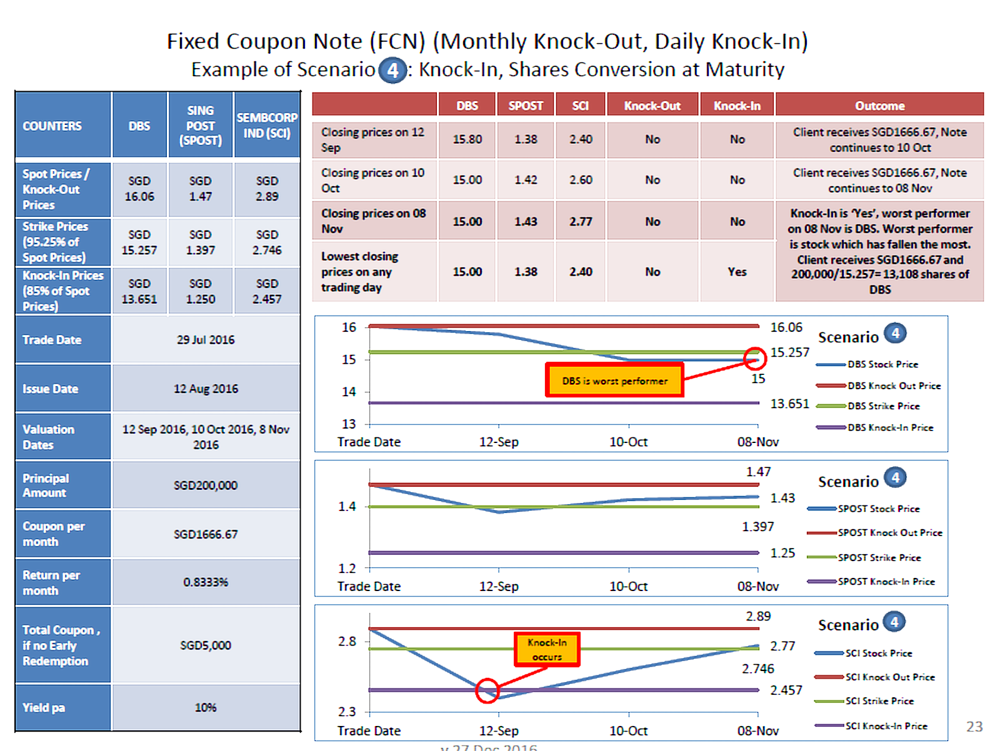 Fixed Coupon Note (FCN) (Monthly Knock-Out, Daily Knock-In)
Example of Scenario 4 : Knock-In, Shares Conversion at Maturity
COUNTERS
DBS
SING
POST
(SPOST)
SEMBCORP
IND (SCI)
Spot Prices /
Knock-Out
Prices
SGD
16.06
SGD
1.47
SGD
2.89
Strike Prices
(95.25% of
Spot Prices)
SGD
15.257
SGD
1.397
SGD
2.746
Knock-In Prices
(85% of Spot
Prices)
SGD
13.651
SGD
1.250
SGD
2.457
Trade Date
29 Jul 2016
Issue Date
12 Aug 2016
Valuation
Dates
12 Sep 2016, 10 Oct 2016, 8 Nov
2016
Principal
Amount
SGD200,000
Coupon per
month
SGD1666.67
Return per
month
0.8333%
Total Coupon ,
if no Early
Redemption
SGD5,000
Yield pa
10%
DBS
SPOST
SCI
Knock-Out
Knock-In
Outcome
Closing prices on 12
Sep
15.80
1.38
2.40
No
No
Client receives SGD1666.67, Note
continues to 10 Oct
Closing prices on 10
Oct
15.00
1.42
2.60
No
No
Client receives SGD1666.67, Note
continues to 08 Nov
Closing prices on 08
Nov
15.00
1.43
2.77
No
No
Knock-In is ‘Yes’, worst performer
on 08 Nov is DBS. Worst performer
is stock which has fallen the most.
Client receives SGD1666.67 and
200,000/15.257= 13,108 shares of
DBS
Lowest closing
prices on any
trading day
15.00
1.38
2.40
No
Yes
16
15
14
13
Trade Date
12-Sep
10-Oct
08-Nov
DBS is worst performer
16.06
15.257
15
13.651
Scenario 4
DBS Stock Price
DBS Knock Out Price
DBS Strike Price
DBS Knock-In Price
1.4
1.2
Trade Date
12-Sep
10-Oct
08-Nov
1.47
1.43
1.397
1.25
Scenario 4
SPOST Stock Price
SPOST Knock Out Price
SPOST Strike Price
SPOST Knock-In Price
2.8
2.3
Trade Date
12-Sep
10-Oct
08-Nov
Knock-In
occurs
2.89
2.77
2.746
2.457
Scenario 4
SCI Stock Price
SCI Knock Out Price
SCI Strike Price
SCI Knock-In Price
23
v 27 Dec 2016